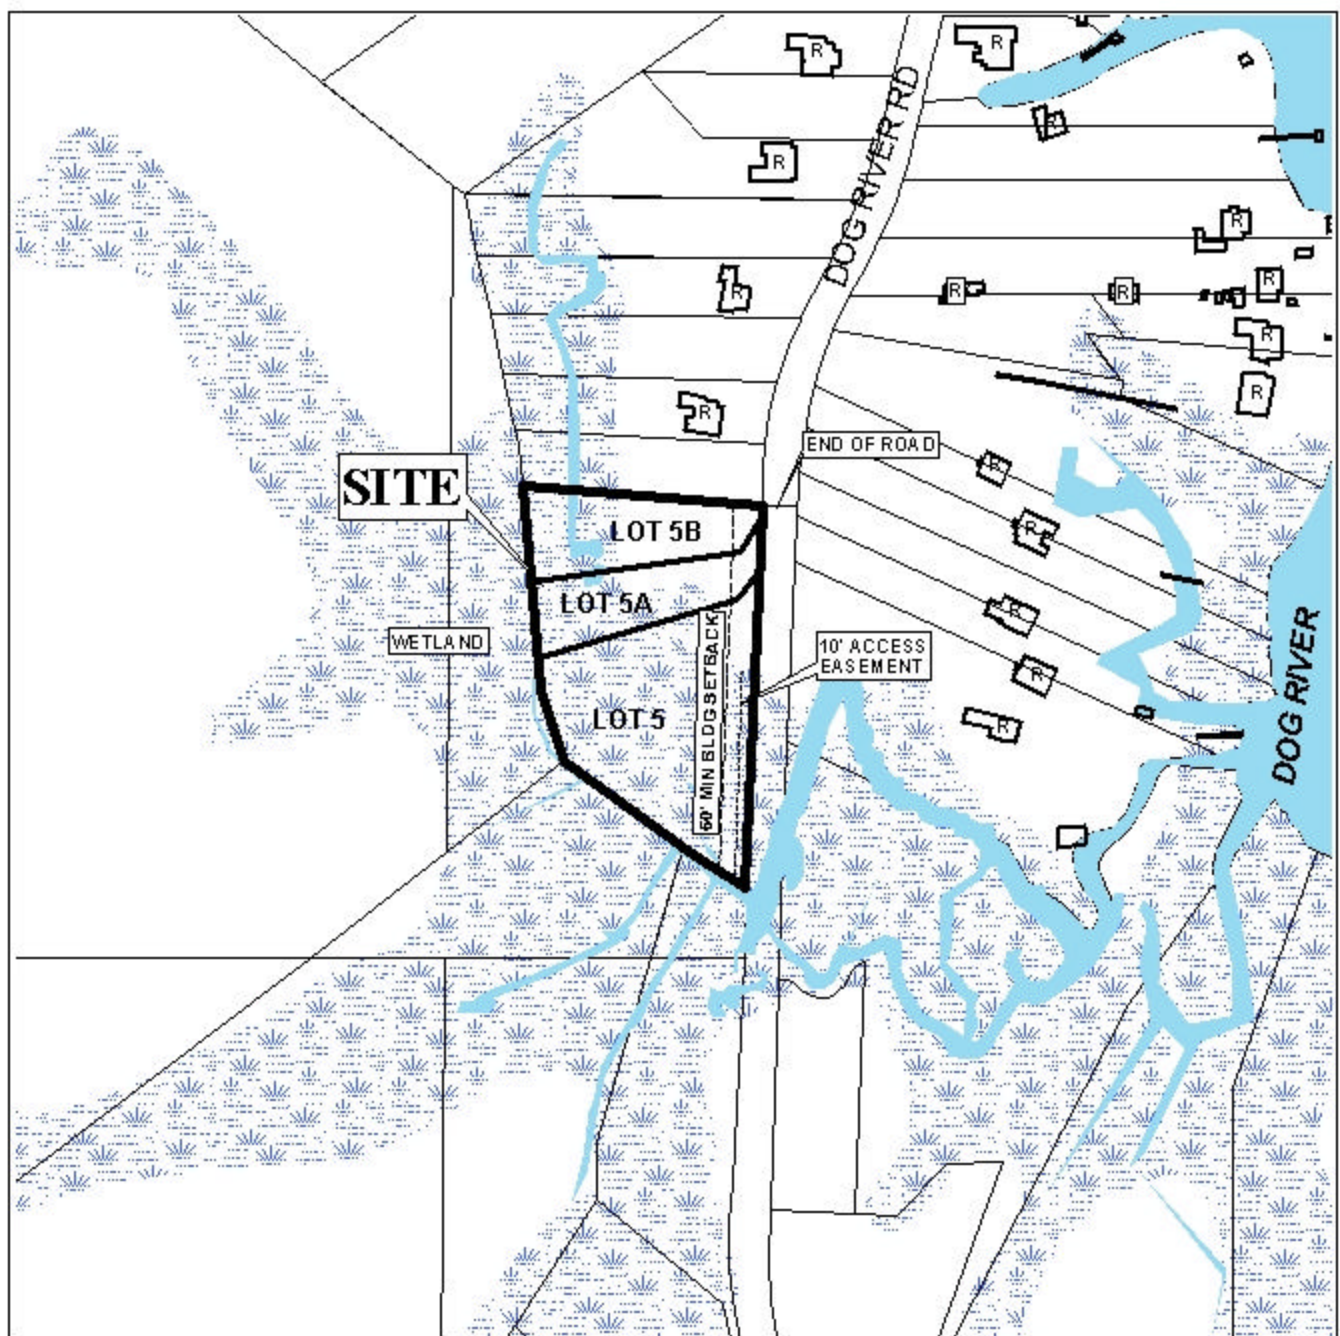 R
R
R
DOG RIVER RD
R
R
R
R
R
R
R
R
R
R
END OF ROAD
R
SITE
LOT 5B
R
LOT 5A
R
WETLAND
60' MIN BLDG SETBACK
10' ACCESS
EASEMENT
R
LOT 5
R
DOG RIVER